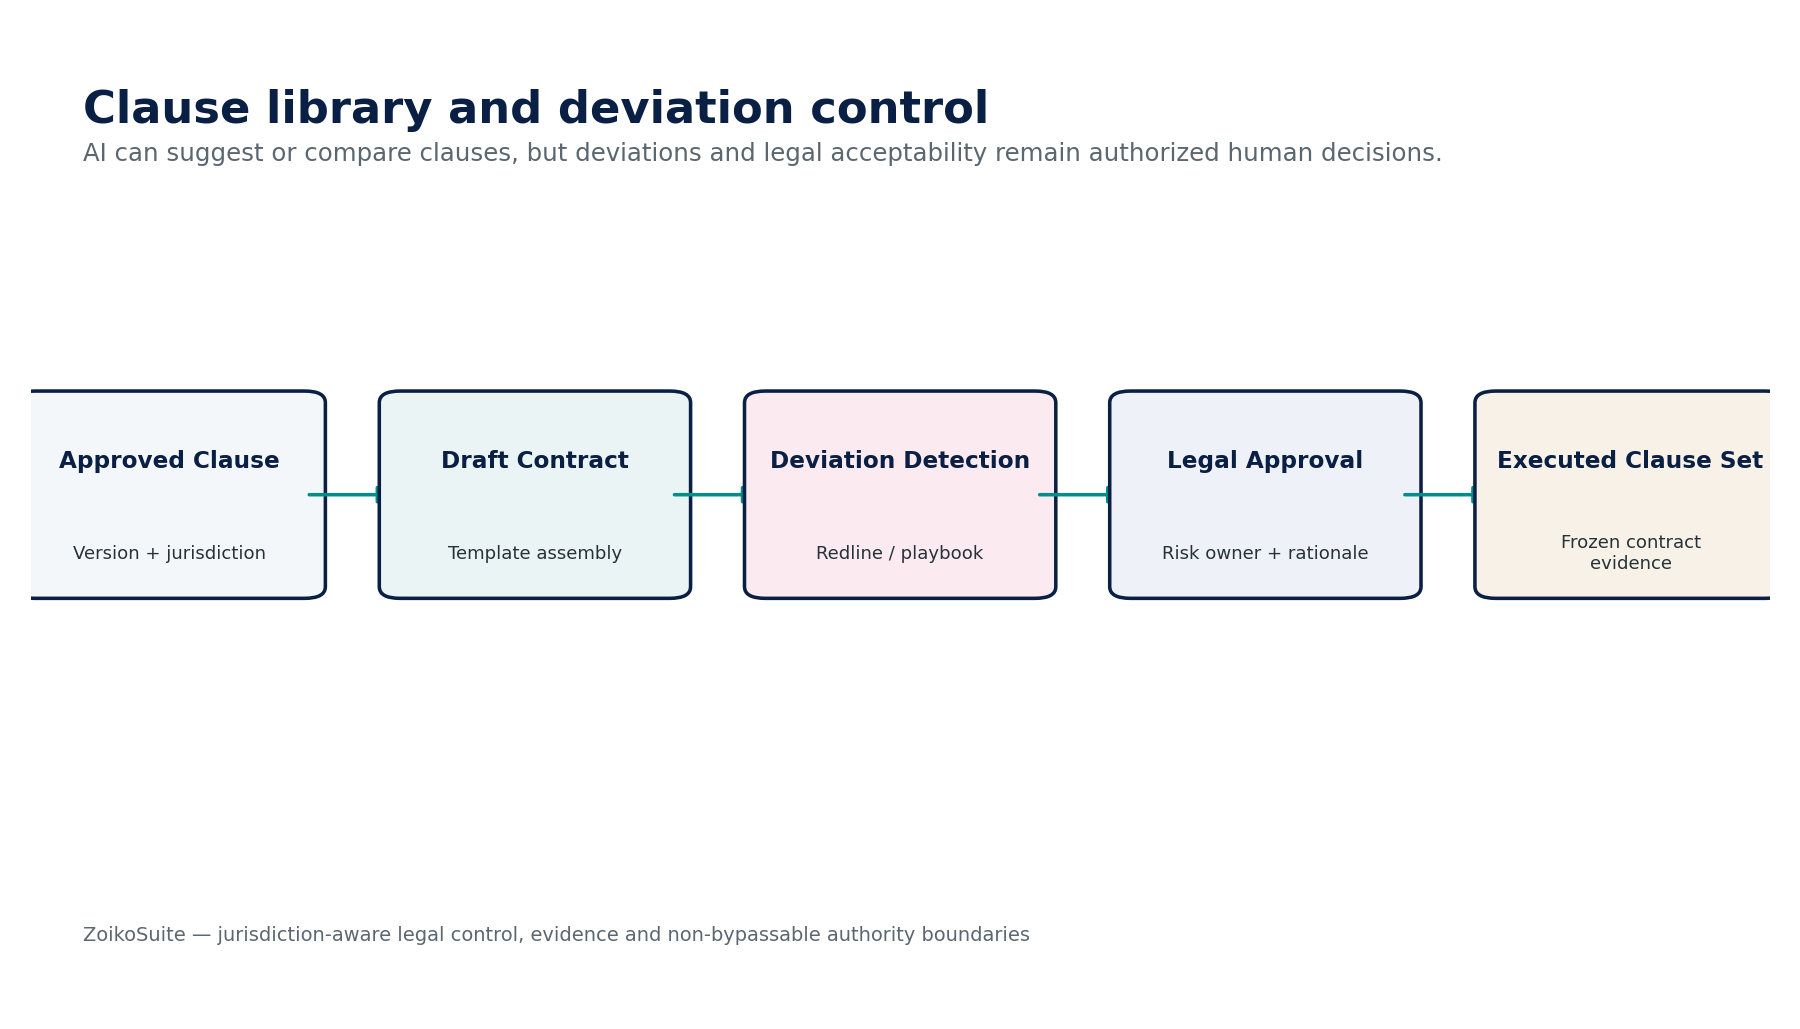 Clause library and deviation control
AI can suggest or compare clauses, but deviations and legal acceptability remain authorized human decisions.
Approved Clause
Version + jurisdiction
Draft Contract
Template assembly
Deviation Detection
Redline / playbook
Legal Approval
Risk owner + rationale
Executed Clause Set
Frozen contract
evidence
ZoikoSuite — jurisdiction-aware legal control, evidence and non-bypassable authority boundaries